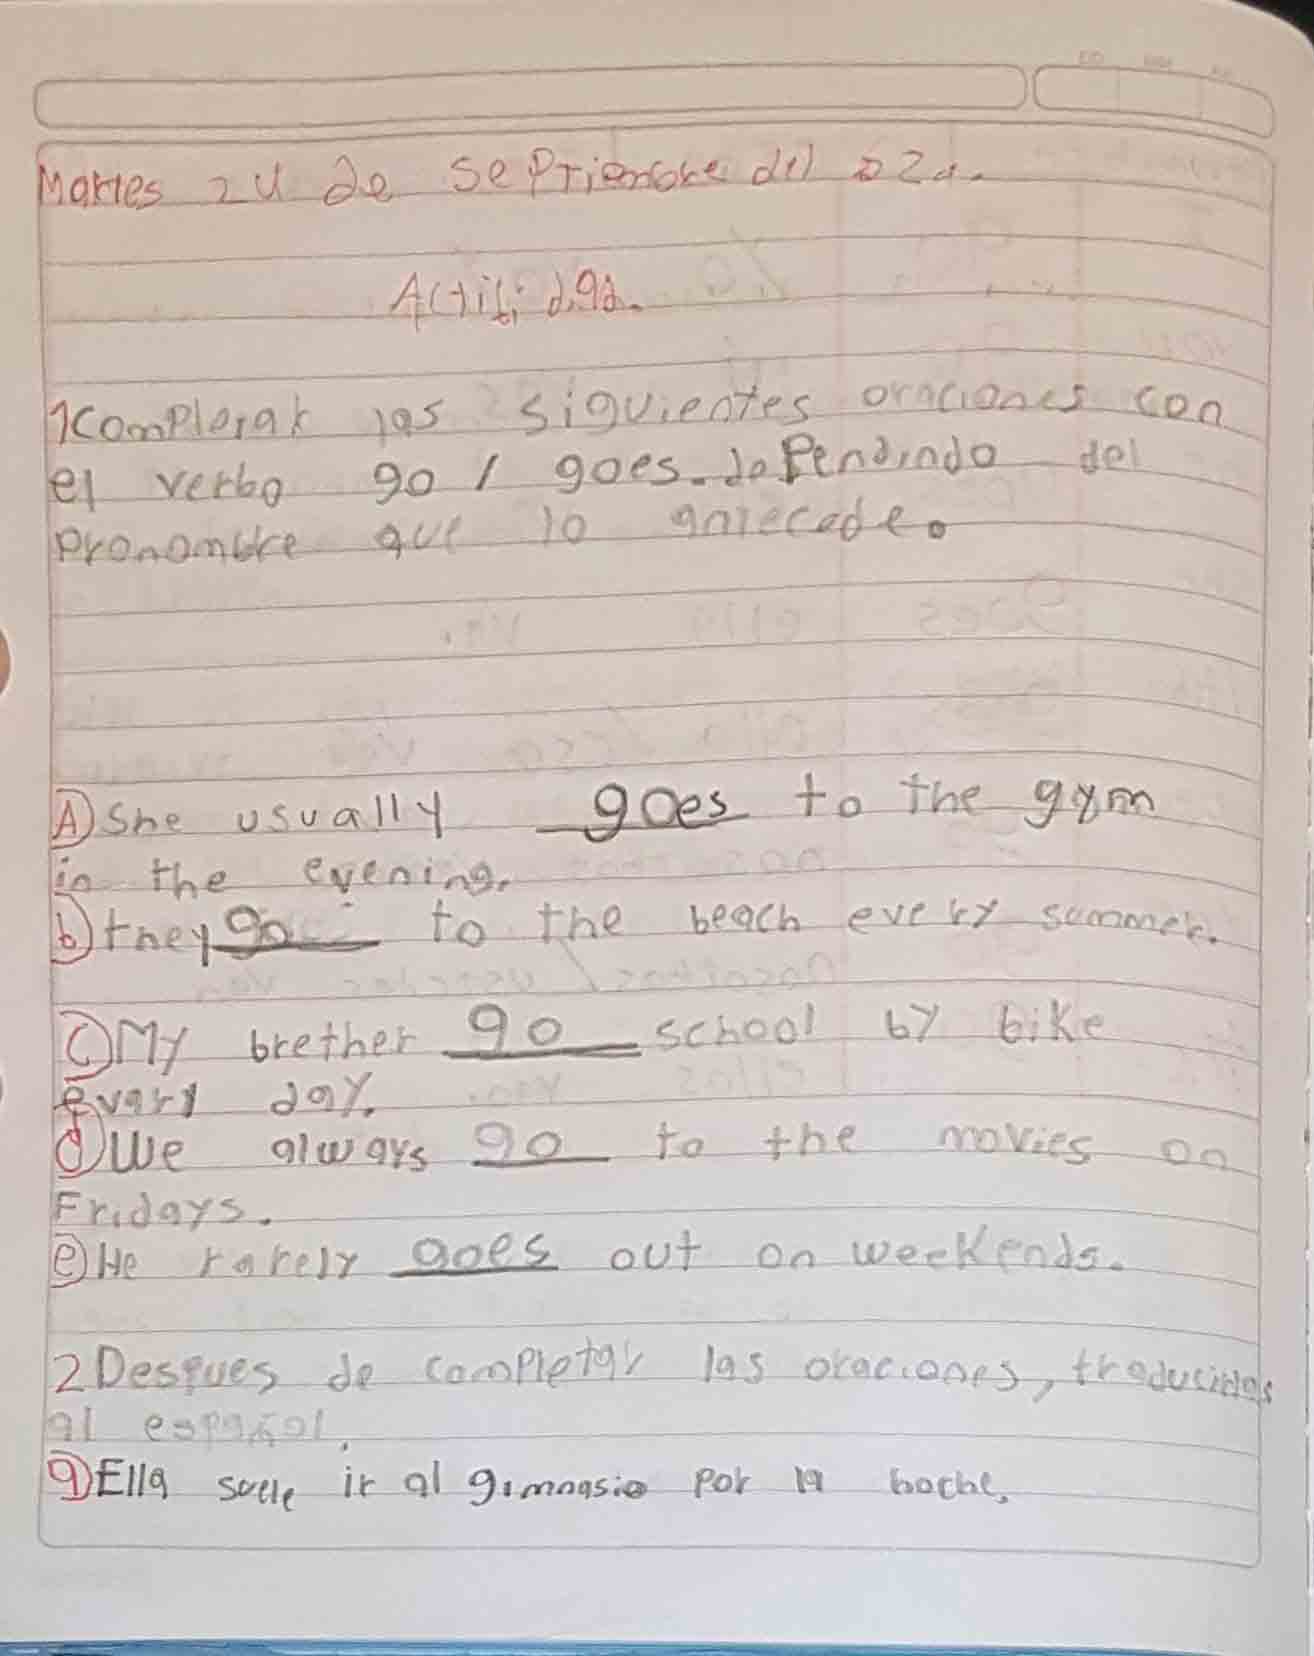 Martes 24 de septiembre del 
Actifidad.
1 Completar las siguientes oraciones con
el verbo go / goes. dependindo del
pronombre que lo antecede.
A) She usually goes to the gym
in the evening.
b) they go to the beach every summer.
C) My brether go school by bike
every day.
d) We always go to the movies on
Fridays.
e) He rarely goes out on weekends.
2 Despues de completar las oraciones, traducirlas
al español.
a) Ella suele ir al gimnasio por la noche.